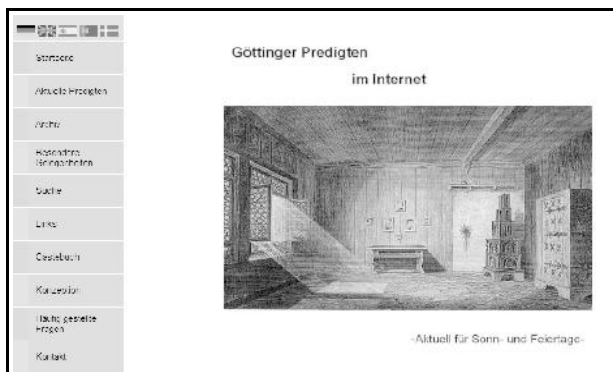 Startseite
Aktuelle Predigten
Archiv
Besondere
Gelegenheiten
Suche
Links
Gästebuch
Konzeption
Häufig gestellte
Fragen
Kontakt
Göttinger Predigten
im Internet
-Aktuell für Sonn- und Feiertage-